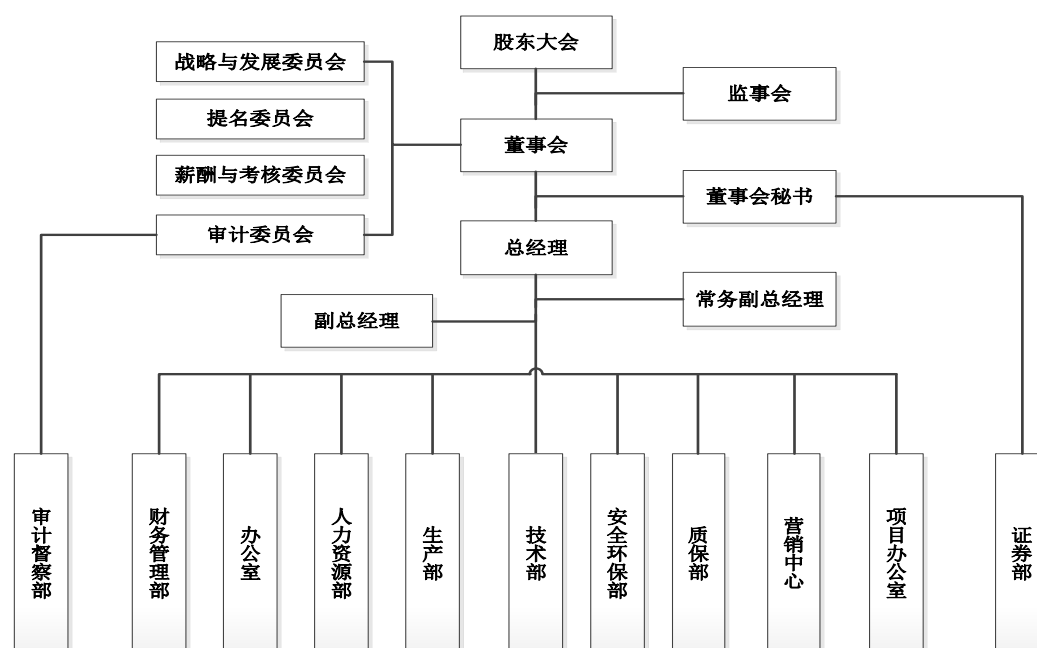 股东大会
战略与发展委员会
监事会
提名委员会
董事会
薪酬与考核委员会
董事会秘书
审计委员会
总经理
常务副总经理
副总经理
审计督察部
财务管理部
办公室
人力资源部
生产部
技术部
安全环保部
质保部
营销中心
项目办公室
证券部